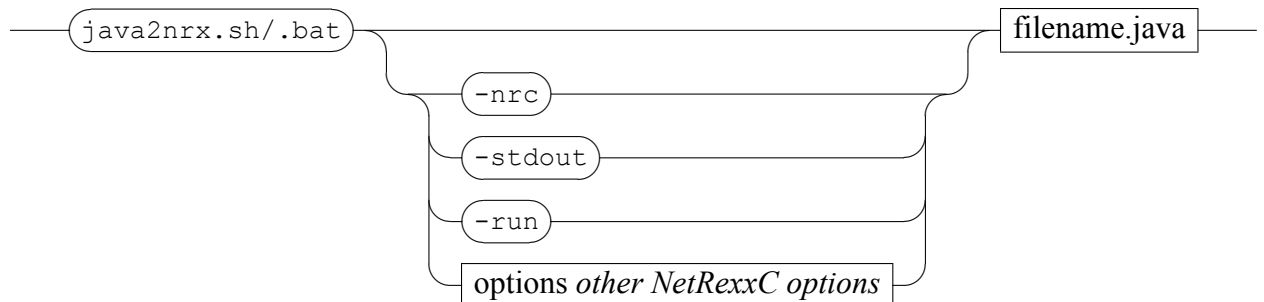 java2nrx.sh/.bat filename.java
-nrc
-stdout
-run
options other NetRexxC options